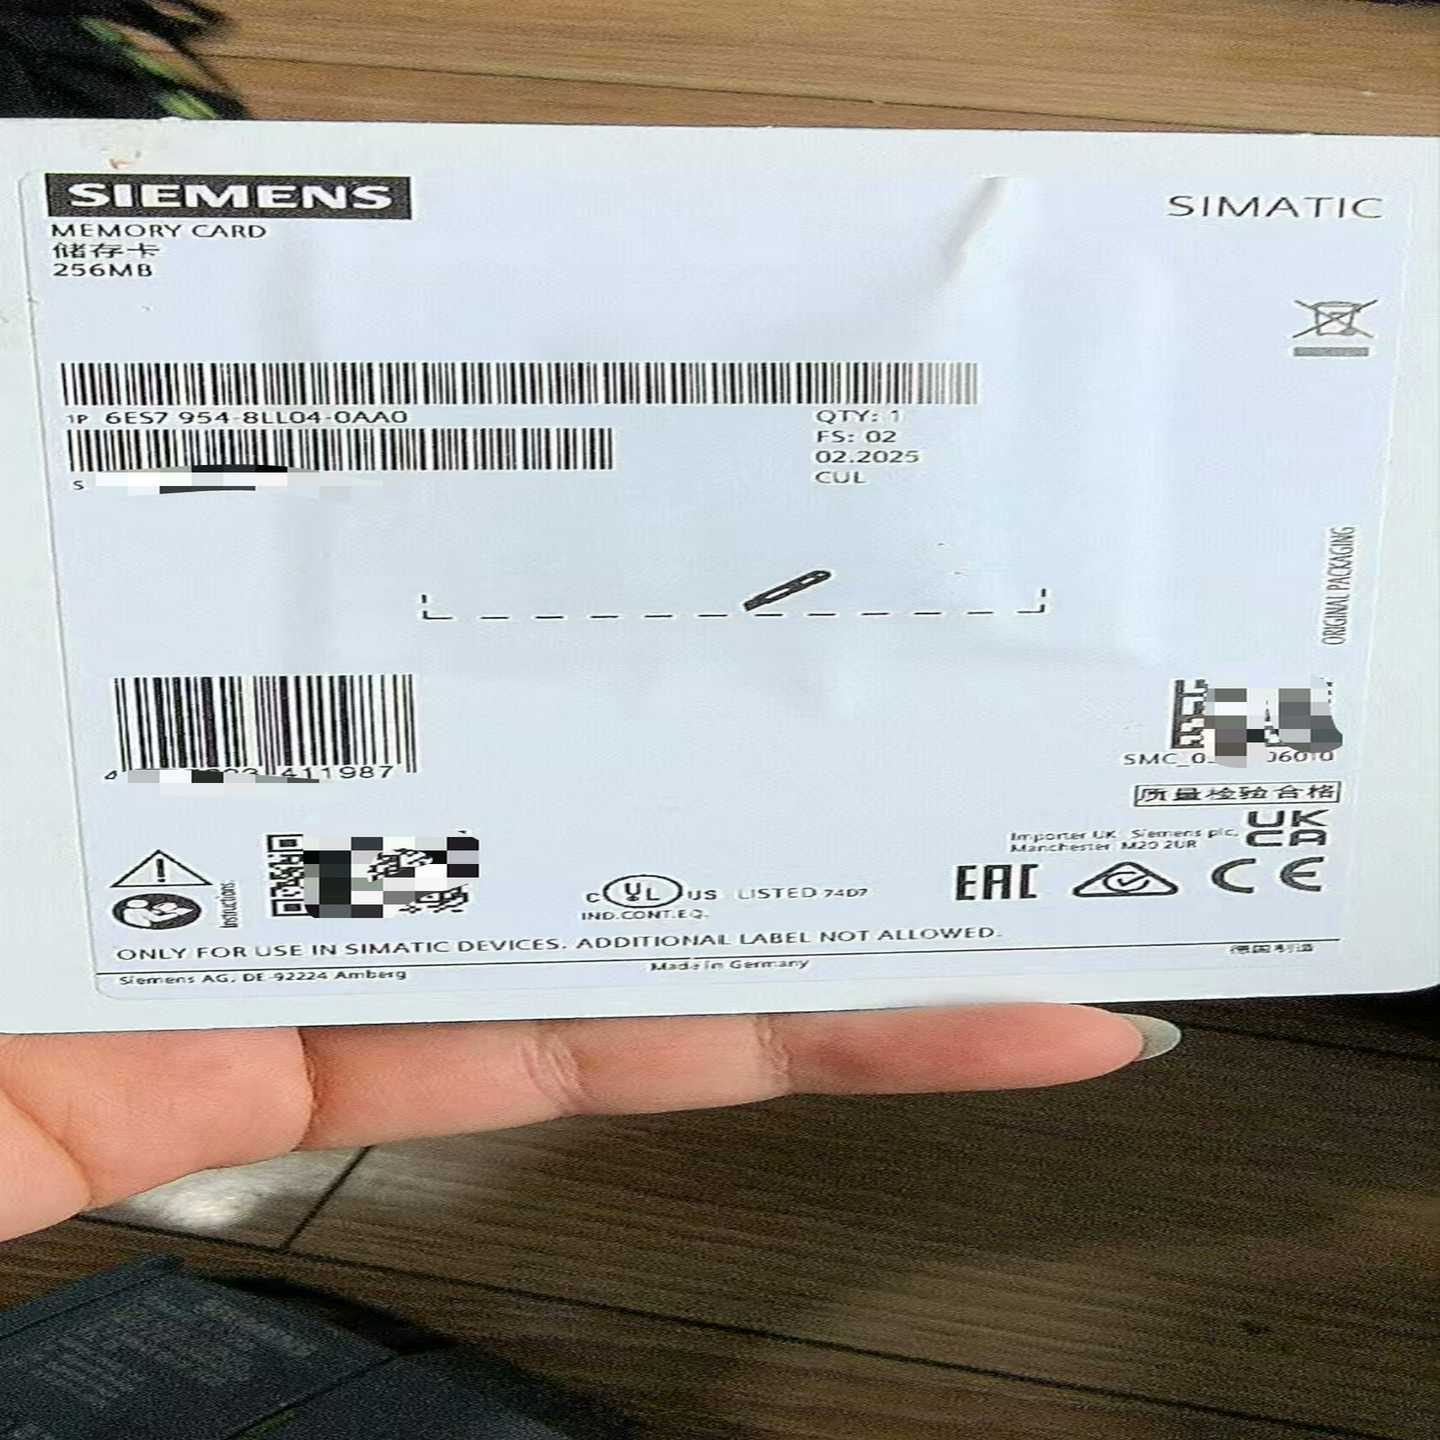 SIEMENS
SIMATIC
MEMORY CARD
储存卡
256MB
1P 6ES7 954-8LL04-0AA0
QTY: 1
FS: 02
02.2025
CUL
S
ORIGINAL PACKAGING
411987
SMC_0
06010
质量检验合格
Importer UK: Siemens plc,
Manchester M20 2UR
UK
CA
Instructions
C UL US LISTED 74D7
IND.CONT.EQ.
EAC
CE
ONLY FOR USE IN SIMATIC DEVICES. ADDITIONAL LABEL NOT ALLOWED.
Siemens AG, DE-92224 Amberg
Made in Germany
德国制造